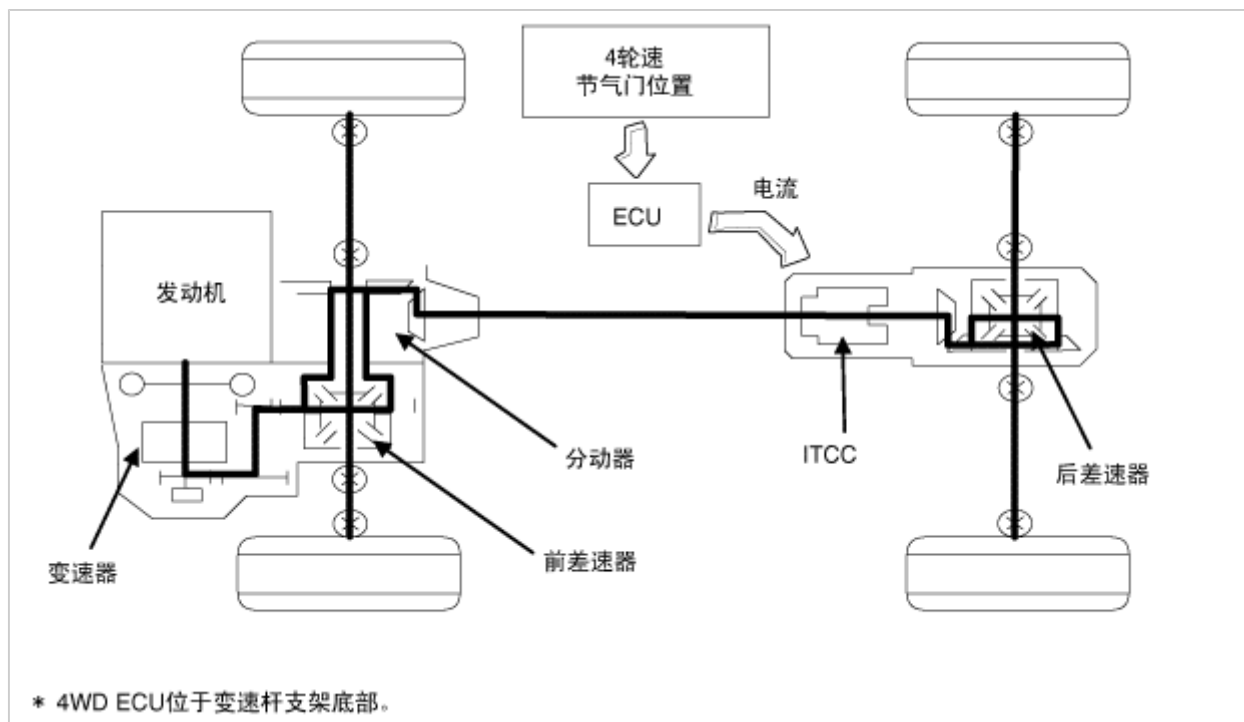 4轮速
节气门位置
ECU
电流
发动机
分动器
ITCC
后差速器
前差速器
变速器
* 4WD ECU位于变速杆支架底部。